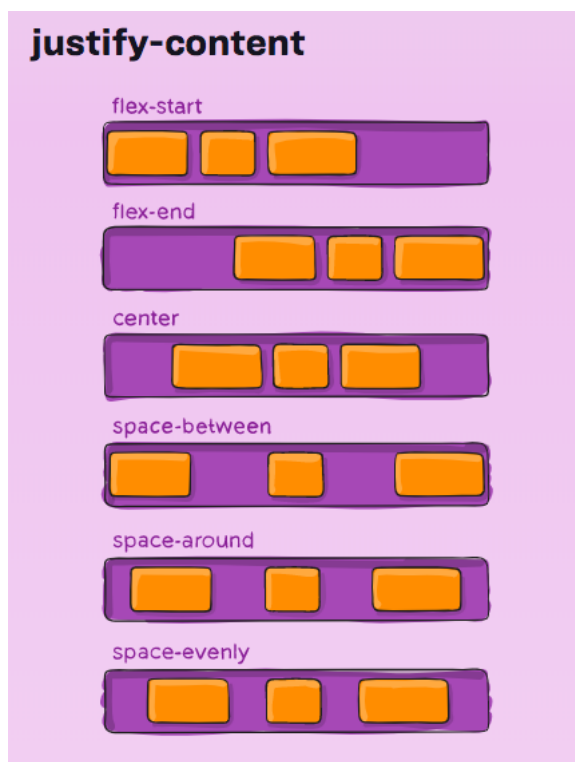 justify-content
flex-start
flex-end
center
space-between
space-around
space-evenly